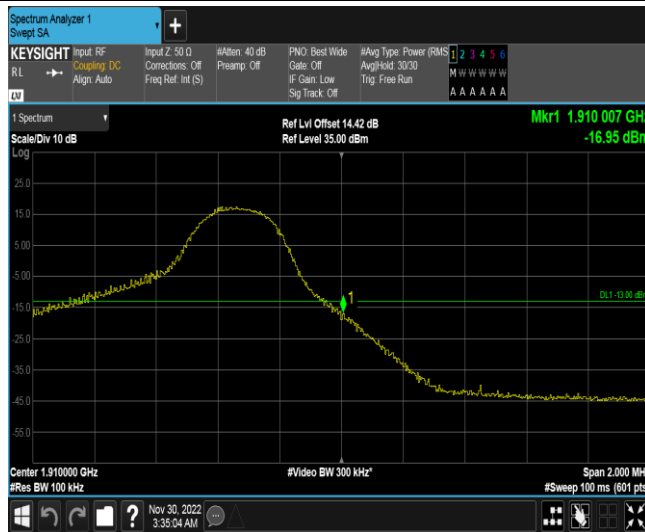 Spectrum Analyzer 1
Swept SA
+
KEYSIGHT Input: RF Input Z: 50 Ω #Atten: 40 dB PNO: Best Wide #Avg Type: Power (RMS 1 2 3 4 5 6
RL Coupling: DC Corrections: Off Preamp: Off Gate: Off Avg|Hold: 30/30 M W W W W W
Align: Auto Freq Ref: Int (S) IF Gain: Low Trig: Free Run
Sig Track: Off A A A A A A
LXI
1 Spectrum Ref Lvl Offset 14.42 dB Mkr1 1.910 007 GHz
Scale/Div 10 dB Ref Level 35.00 dBm -16.95 dBm
Log
25.0
15.0
5.00
-5.00
DL1 -13.00 dBm
1
-15.0
-25.0
-35.0
-45.0
-55.0
Center 1.910000 GHz #Video BW 300 kHz* Span 2.000 MH
#Res BW 100 kHz #Sweep 100 ms (601 pts
? Nov 30, 2022
3:35:04 AM